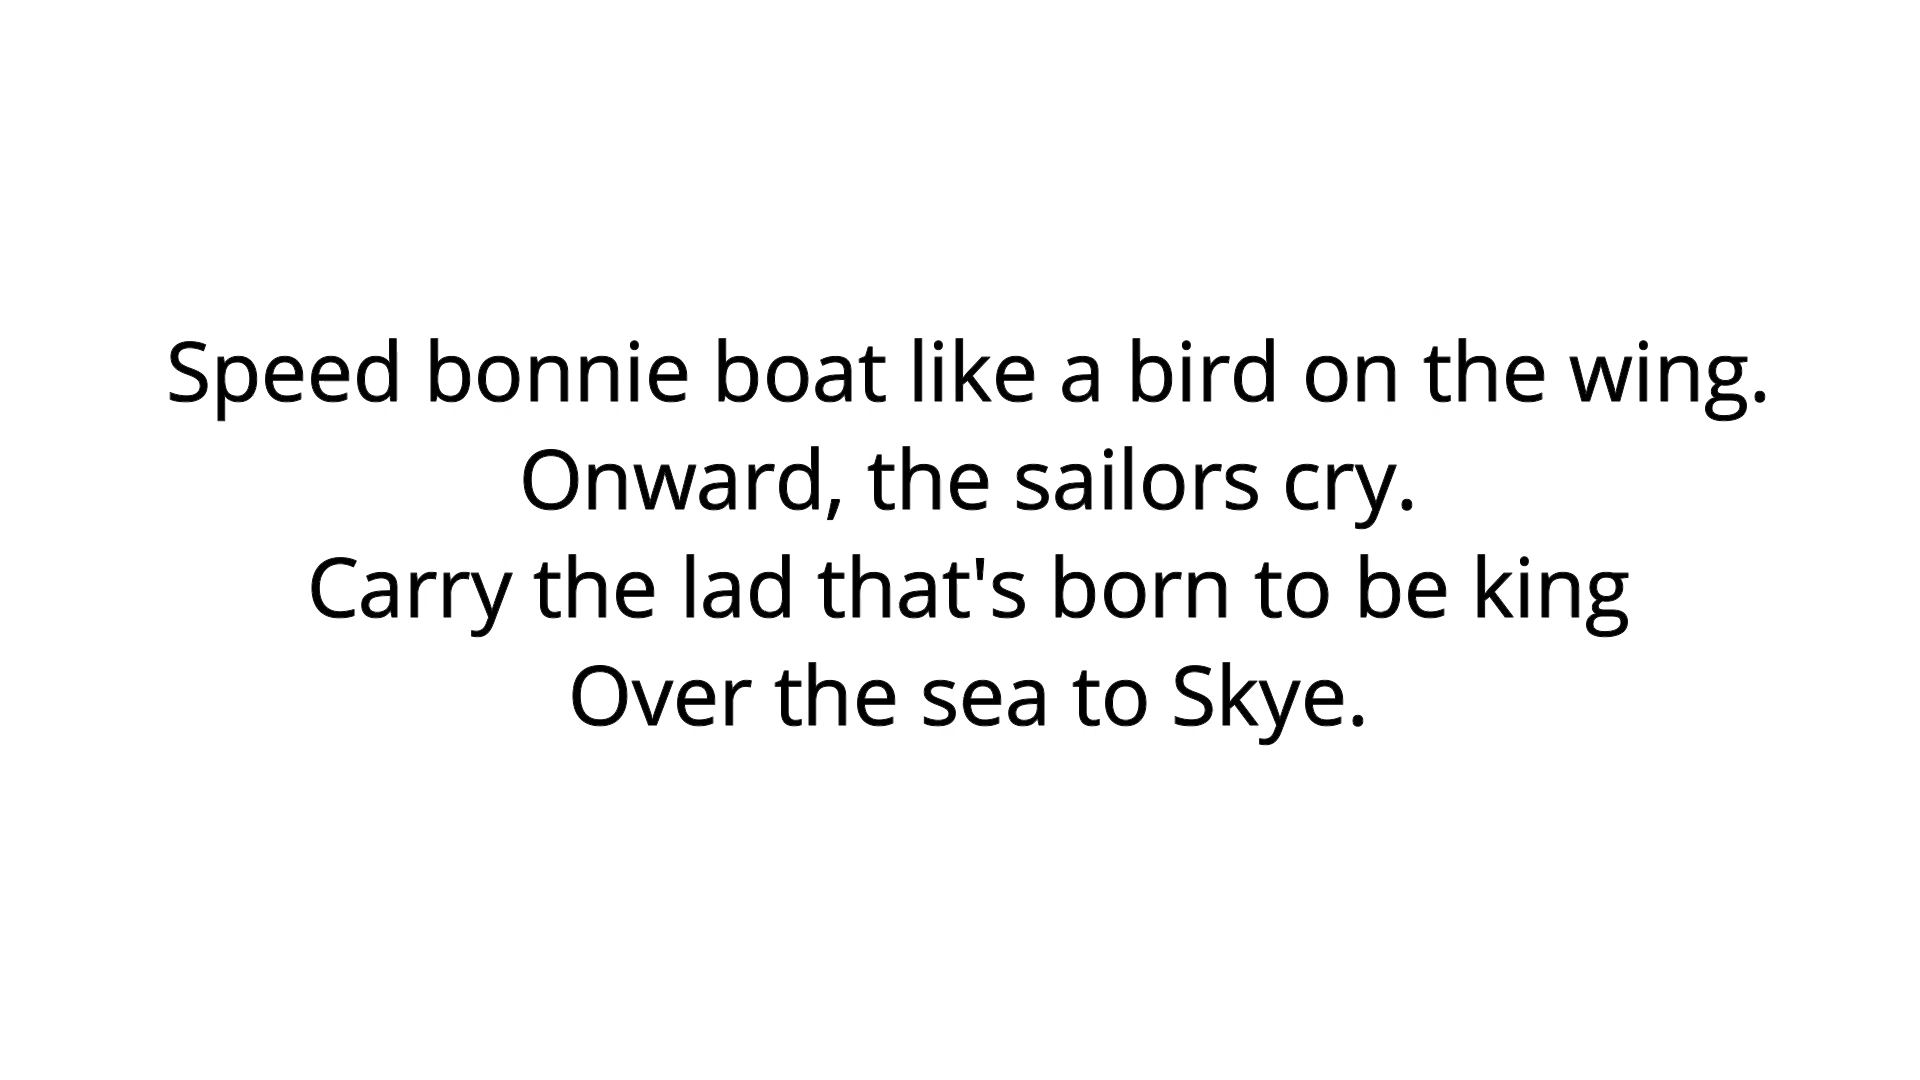 Speed bonnie boat like a bird on the wing.
Onward, the sailors cry.
Carry the lad that's born to be king
Over the sea to Skye.